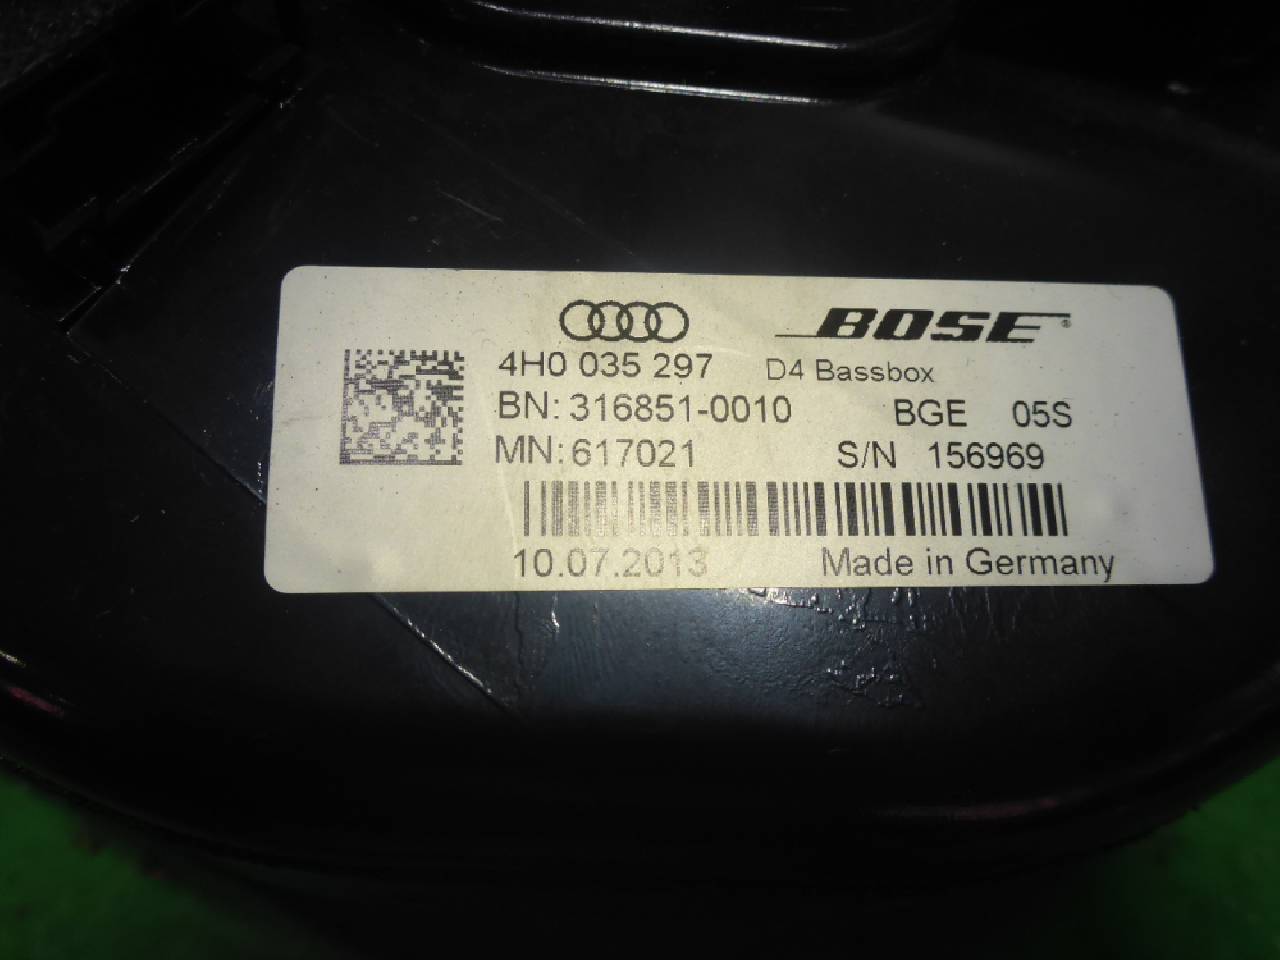 BOSE®
4H0 035 297 D4 Bassbox
BN: 316851-0010 BGE 05S
MN: 617021 S/N 156969
10.07.2013 Made in Germany